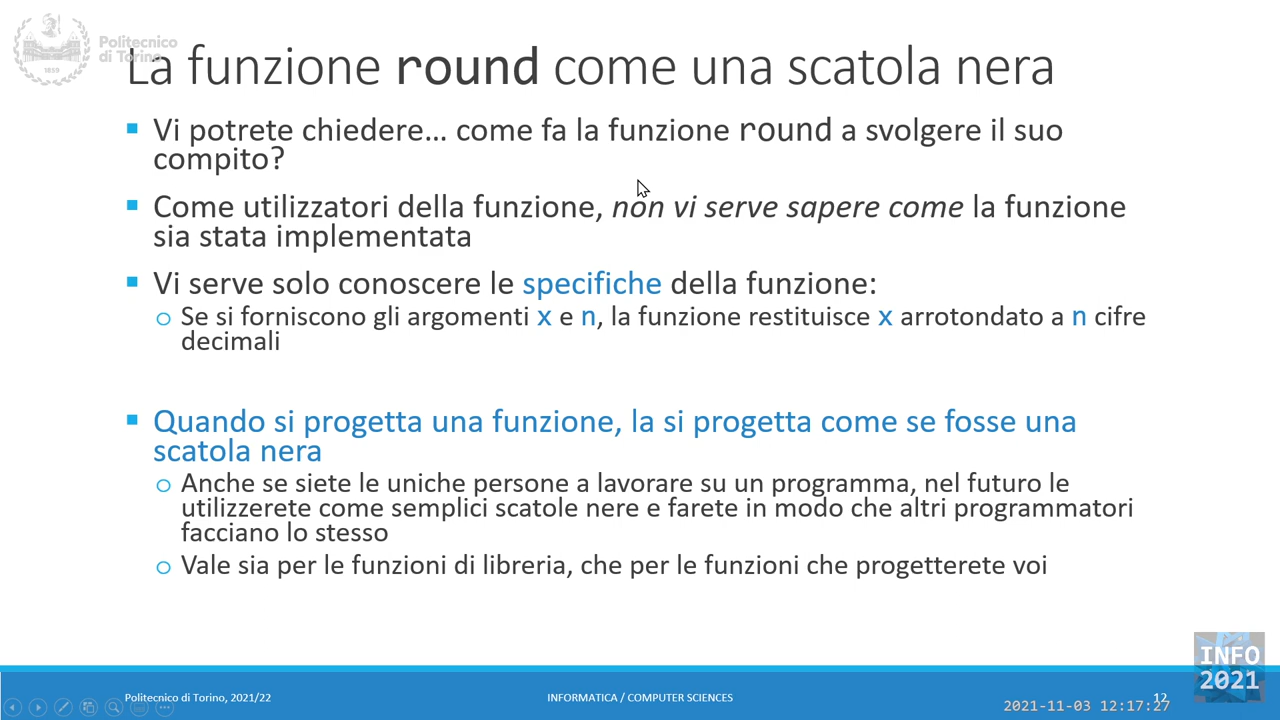 Politecnico
di Torino
1859
La funzione round come una scatola nera
Vi potrete chiedere… come fa la funzione round a svolgere il suo
compito?
Come utilizzatori della funzione, non vi serve sapere come la funzione
sia stata implementata
Vi serve solo conoscere le specifiche della funzione:
Se si forniscono gli argomenti x e n, la funzione restituisce x arrotondato a n cifre
decimali
Quando si progetta una funzione, la si progetta come se fosse una
scatola nera
Anche se siete le uniche persone a lavorare su un programma, nel futuro le
utilizzerete come semplici scatole nere e farete in modo che altri programmatori
facciano lo stesso
Vale sia per le funzioni di libreria, che per le funzioni che progetterete voi
INFO
2021
Politecnico di Torino, 2021/22
INFORMATICA / COMPUTER SCIENCES
12
2021-11-03 12:17:27